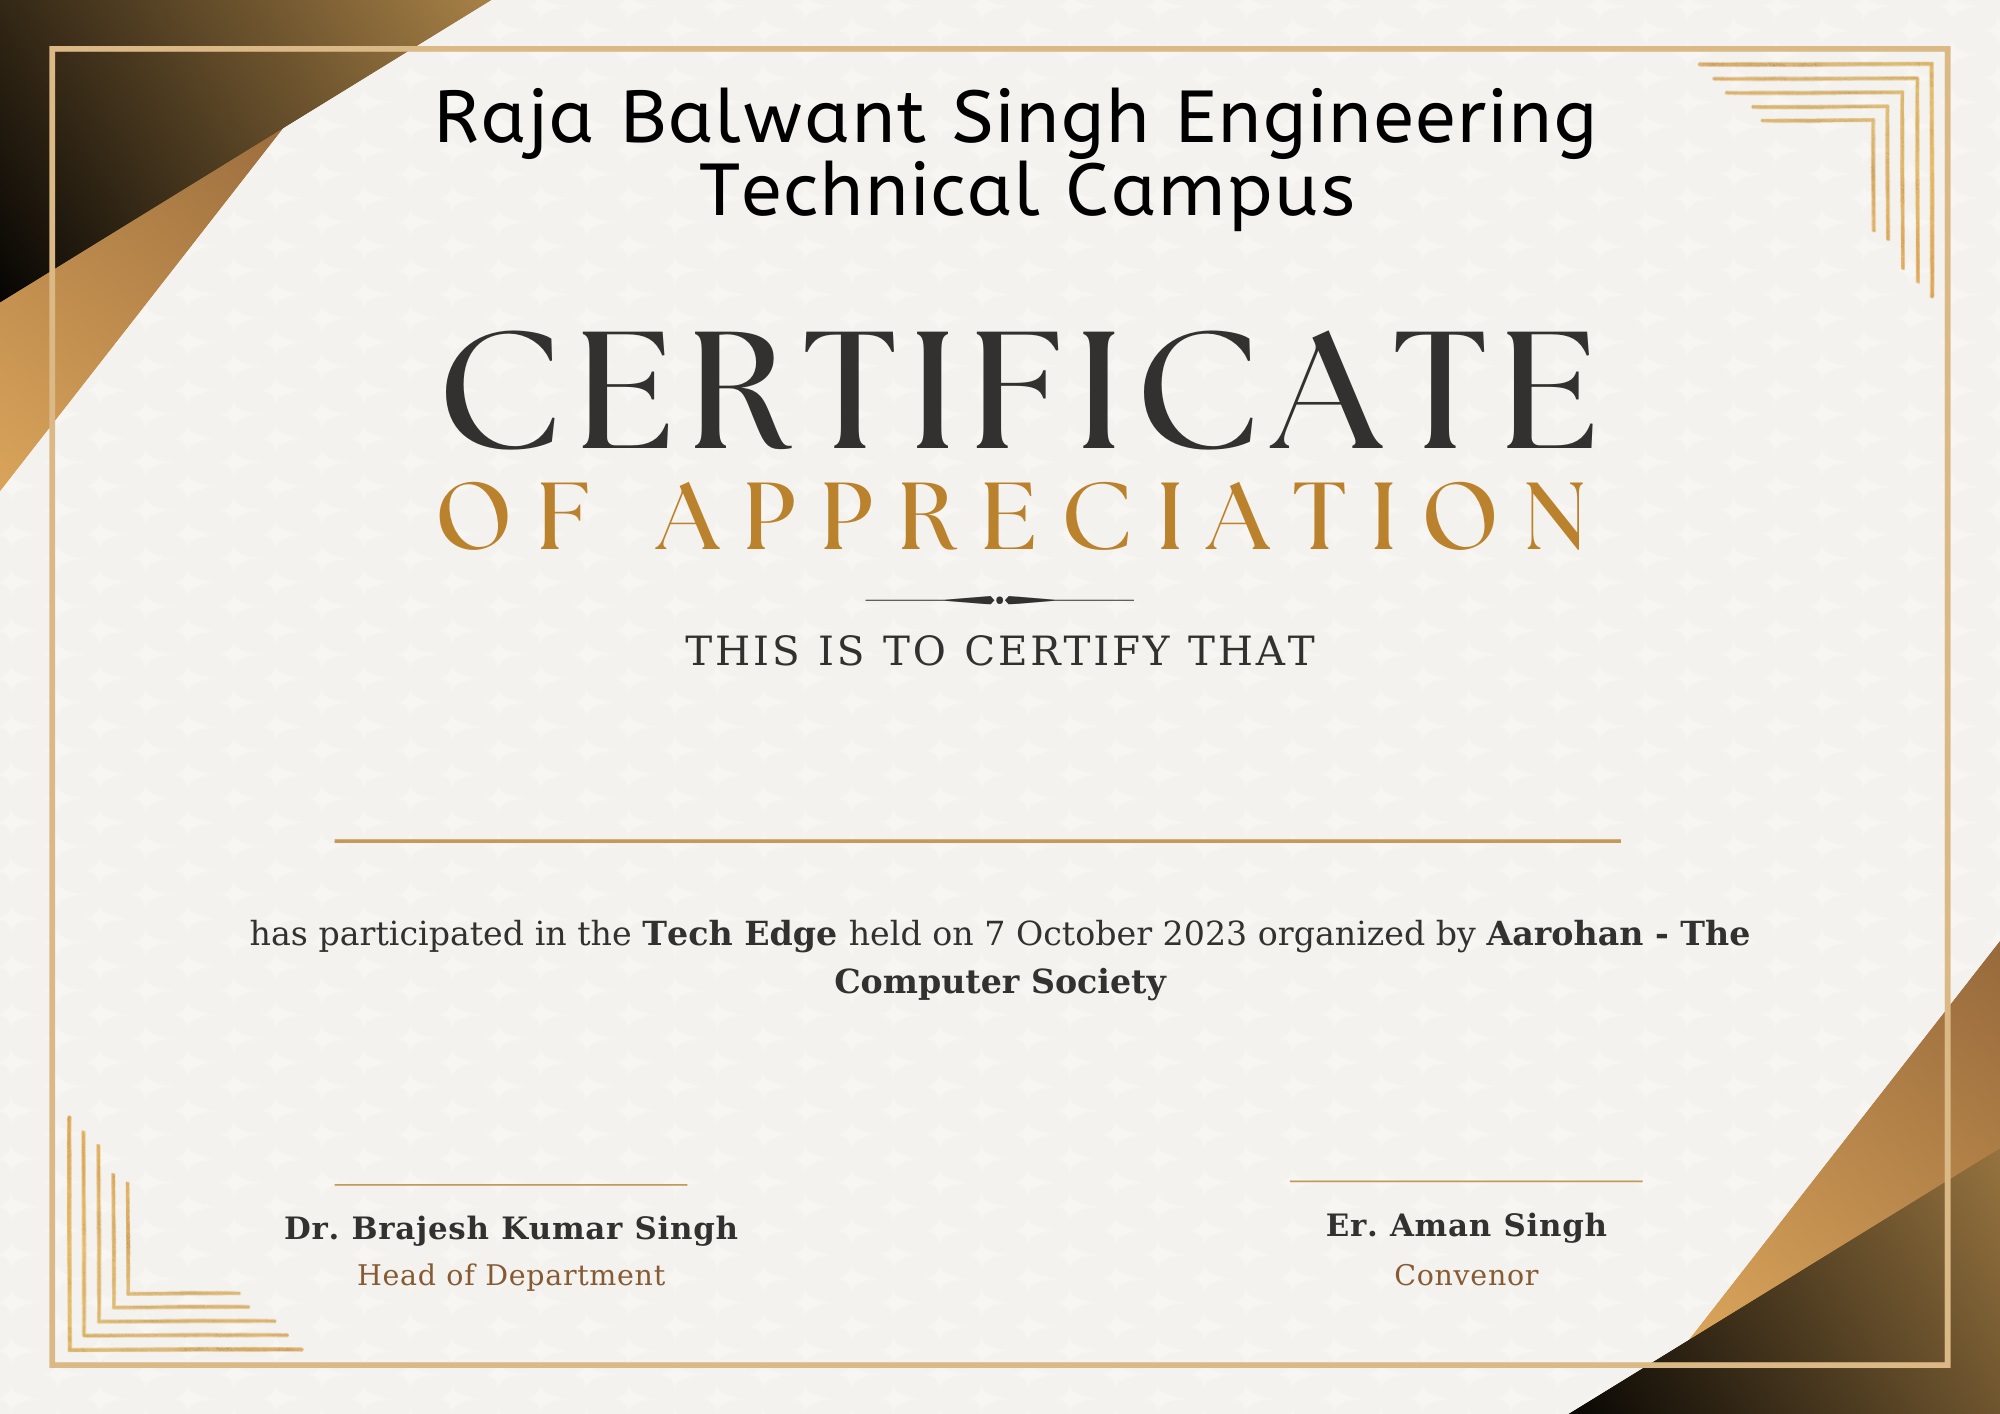 Raja Balwant Singh Engineering
Technical Campus
CERTIFICATE
OF APPRECIATION
THIS IS TO CERTIFY THAT
has participated in the Tech Edge held on 7 October 2023 organized by Aarohan - The
Computer Society
Dr. Brajesh Kumar Singh
Head of Department
Er. Aman Singh
Convenor